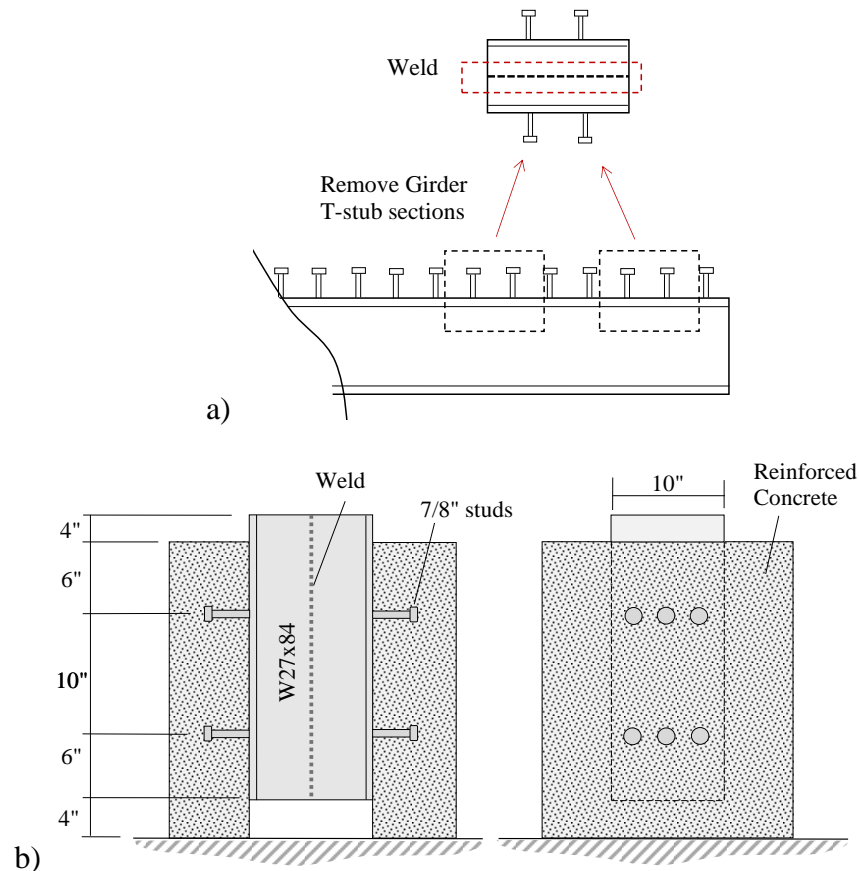 Weld
Remove Girder
T-stub sections
a)
Weld
7/8" studs
10"
Reinforced
Concrete
4"
6"
10"
6"
4"
W27x84
b)